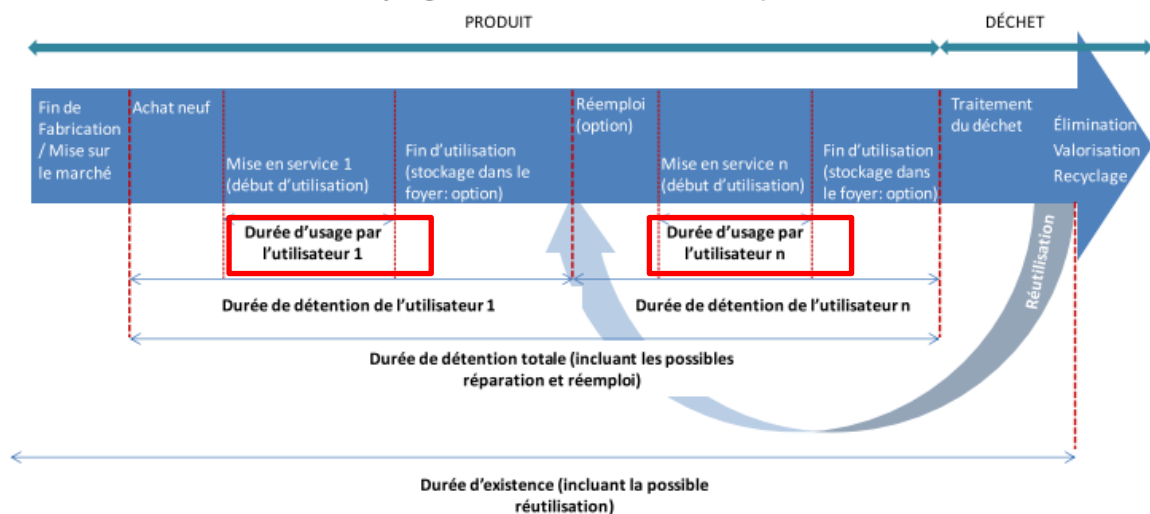 PRODUIT
DÉCHET
Fin de
Fabrication
/ Mise sur
le marché
Achat neuf
Mise en service 1
(début d'utilisation)
Fin d'utilisation
(stockage dans le
foyer: option)
Réemploi
(option)
Mise en service n
(début d'utilisation)
Fin d'utilisation
(stockage dans
le foyer: option)
Traitement
du déchet
Élimination
Valorisation
Recyclage
Durée d'usage par
l'utilisateur 1
Durée d'usage par
l'utilisateur n
Réutilisation
Durée de détention de l'utilisateur 1
Durée de détention de l'utilisateur n
Durée de détention totale (incluant les possibles
réparation et réemploi)
Durée d'existence (incluant la possible
réutilisation)